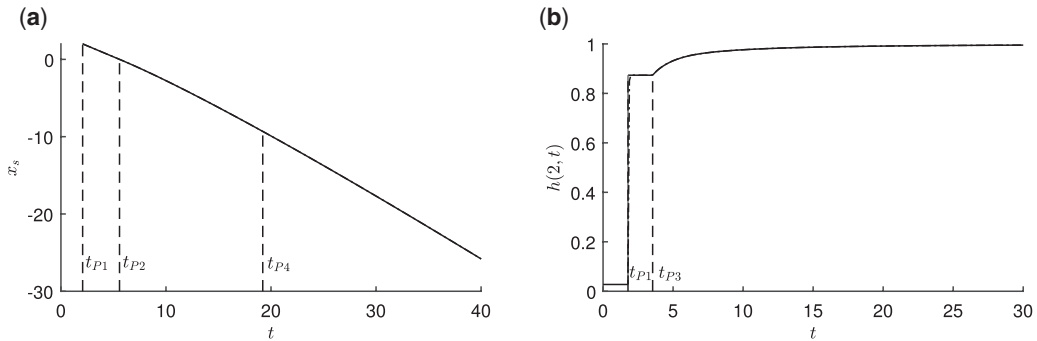 (a)
0
-10
-20
-30
x_s
t_{P1}
t_{P2}
t_{P4}
0 10 20 30 40
t
(b)
1
0.8
0.6
0.4
0.2
0
h(2, t)
t_{P1}
t_{P3}
0 5 10 15 20 25 30
t